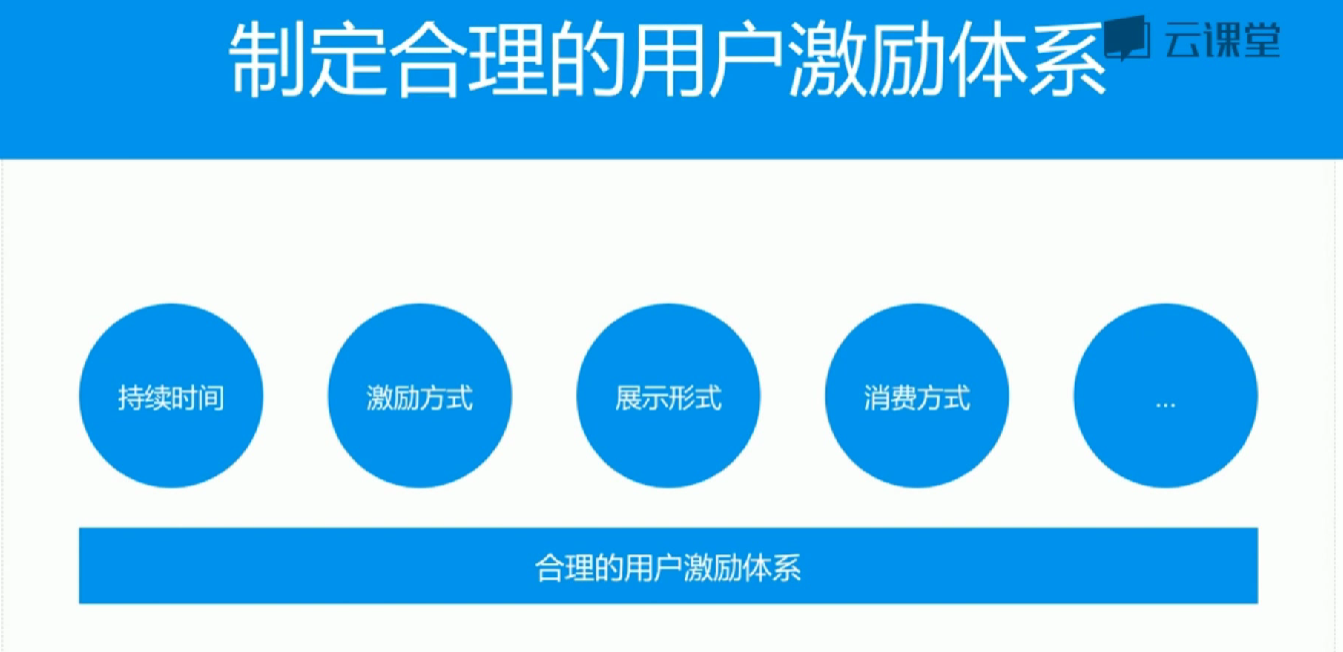 制定合理的用户激励体系
云课堂
持续时间
激励方式
展示形式
消费方式
...
合理的用户激励体系